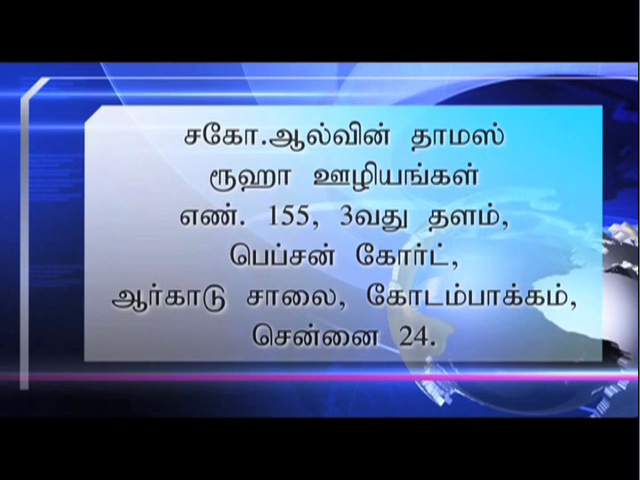 சகோ.ஆல்வின் தாமஸ்
ரூஹா ஊழியங்கள்
எண். 155, 3வது தளம்,
பெப்சன் கோர்ட்,
ஆர்காடு சாலை, கோடம்பாக்கம்,
சென்னை 24.